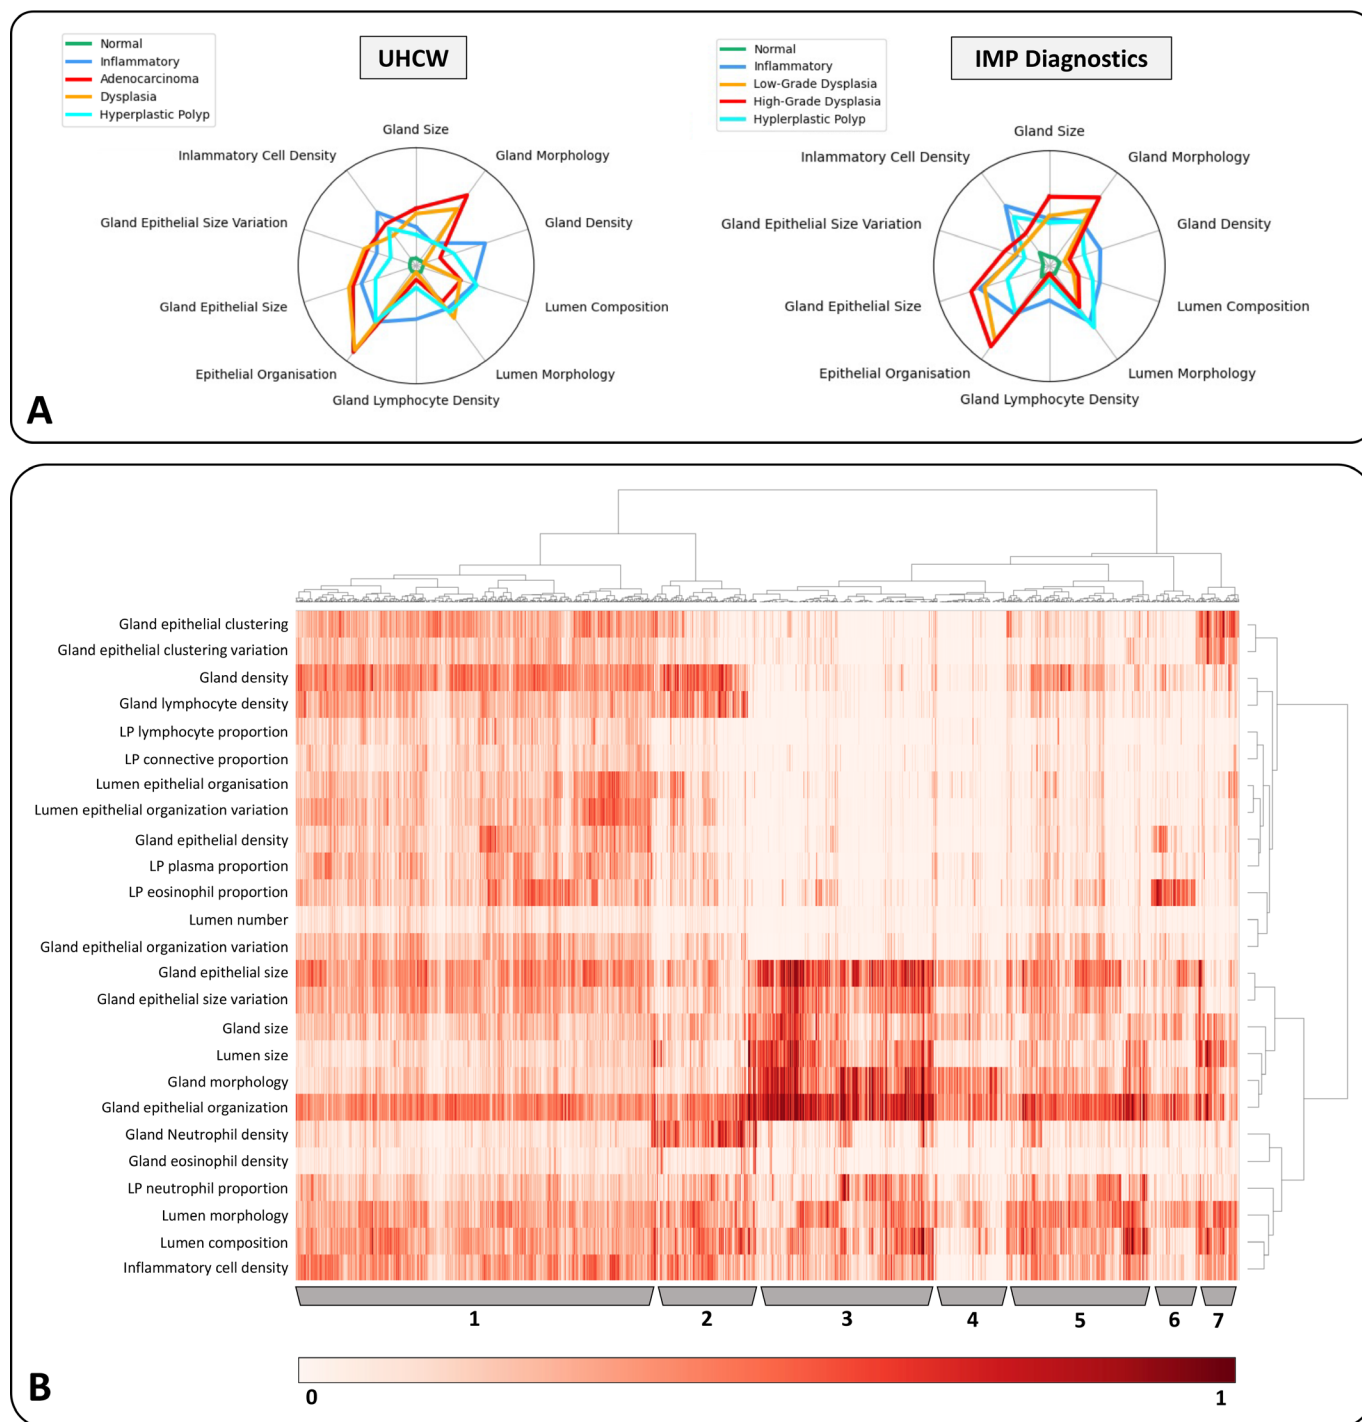 UHCW
Normal
Inflammatory
Adenocarcinoma
Dysplasia
Hyperplastic Polyp
Gland Size
Gland Morphology
Gland Density
Lumen Composition
Lumen Morphology
Gland Lymphocyte Density
Epithelial Organisation
Gland Epithelial Size
Gland Epithelial Size Variation
Inlammatory Cell Density
IMP Diagnostics
Normal
Inflammatory
Low-Grade Dysplasia
High-Grade Dysplasia
Hyplerplastic Polyp
Gland Size
Gland Morphology
Gland Density
Lumen Composition
Lumen Morphology
Gland Lymphocyte Density
Epithelial Organisation
Gland Epithelial Size
Gland Epithelial Size Variation
Inlammatory Cell Density
A
Gland epithelial clustering
Gland epithelial clustering variation
Gland density
Gland lymphocyte density
LP lymphocyte proportion
LP connective proportion
Lumen epithelial organisation
Lumen epithelial organization variation
Gland epithelial density
LP plasma proportion
LP eosinophil proportion
Lumen number
Gland epithelial organization variation
Gland epithelial size
Gland epithelial size variation
Gland size
Lumen size
Gland morphology
Gland epithelial organization
Gland Neutrophil density
Gland eosinophil density
LP neutrophil proportion
Lumen morphology
Lumen composition
Inflammatory cell density
1 2 3 4 5 6 7
0 1
B